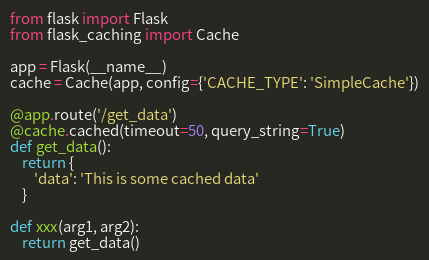 from flask import Flask
from flask_caching import Cache

app = Flask(__name__)
cache = Cache(app, config={'CACHE_TYPE': 'SimpleCache'})

@app.route('/get_data')
@cache.cached(timeout=50, query_string=True)
def get_data():
    return {
        'data': 'This is some cached data'
    }

def xxx(arg1, arg2):
    return get_data()